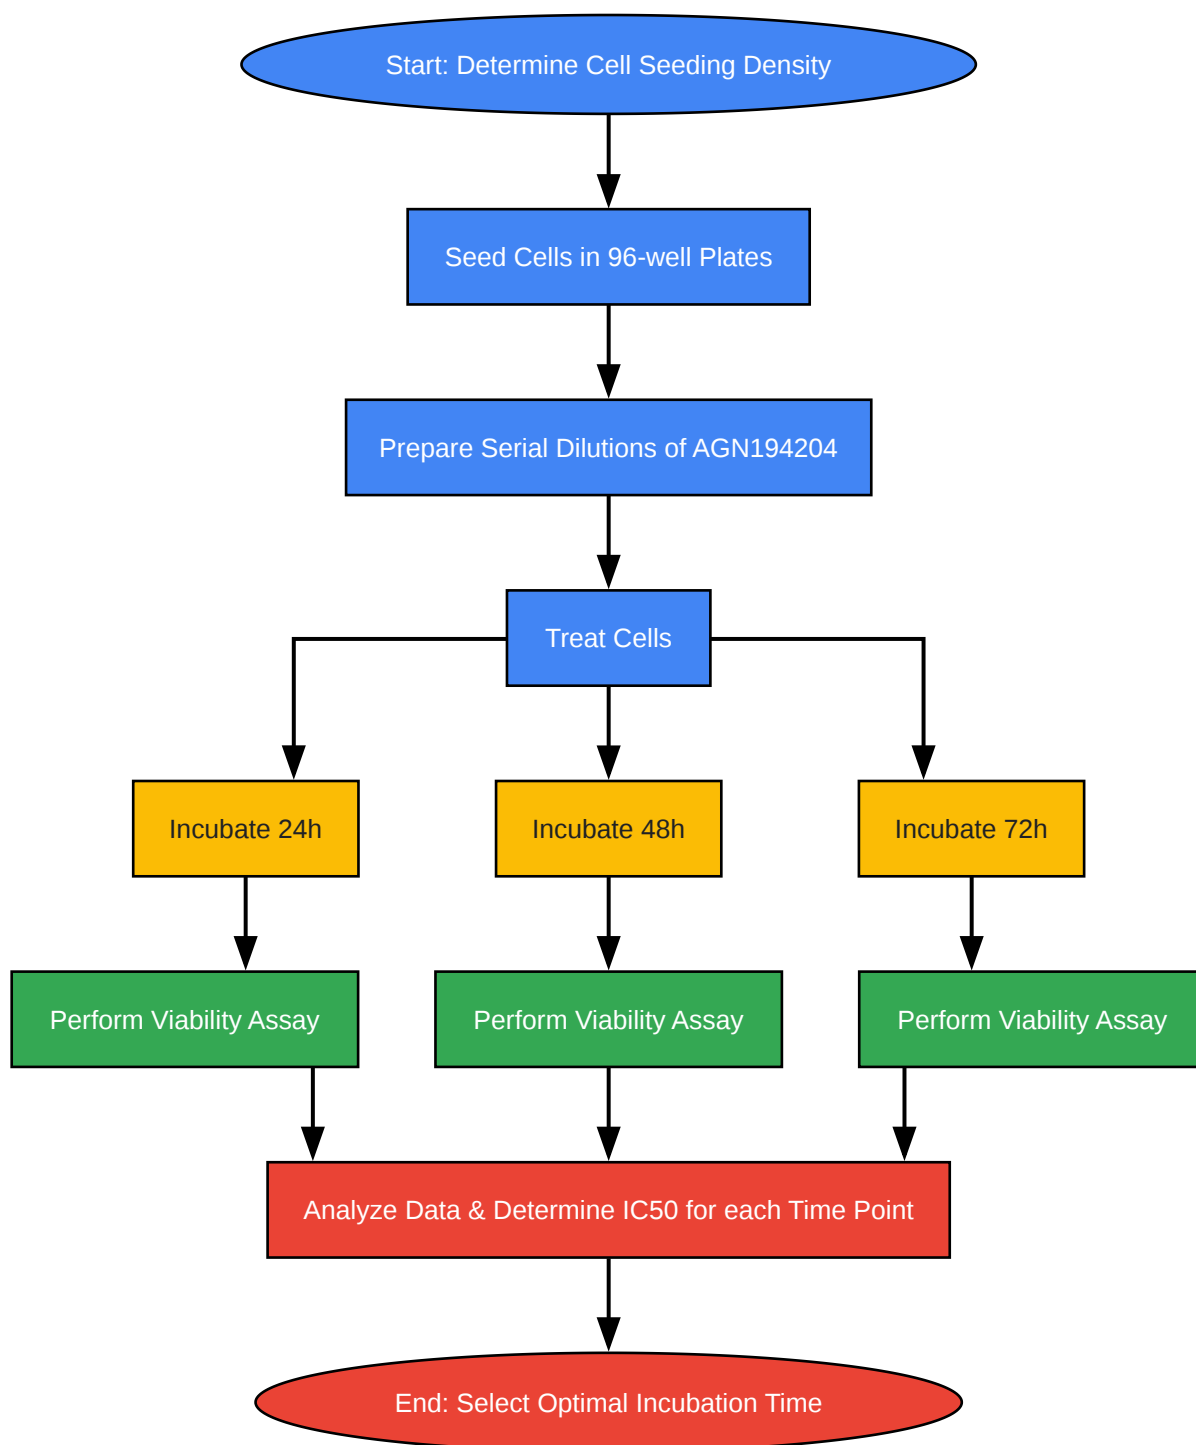 Start: Determine Cell Seeding Density
Seed Cells in 96-well Plates
Prepare Serial Dilutions of AGN194204
Treat Cells
Incubate 24h
Incubate 48h
Incubate 72h
Perform Viability Assay
Perform Viability Assay
Perform Viability Assay
Analyze Data & Determine IC50 for each Time Point
End: Select Optimal Incubation Time